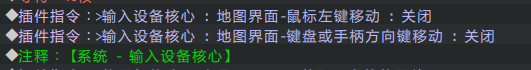 ◆插件指令：>输入设备核心 : 地图界面-鼠标左键移动 : 关闭
◆插件指令：>输入设备核心 : 地图界面-键盘或手柄方向键移动 : 关闭
◆注释：【系统 - 输入设备核心】